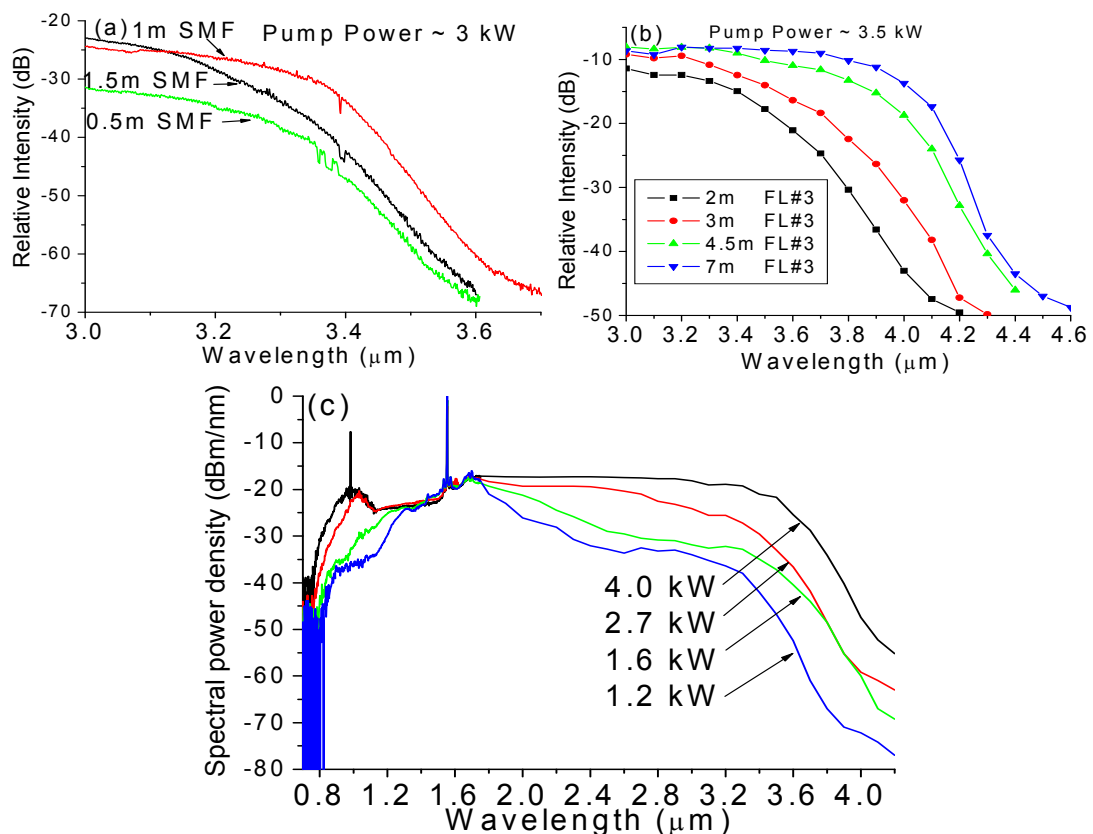 (a)
1m SMF
Pump Power ~ 3 kW
1.5m SMF
0.5m SMF
Relative Intensity (dB)
-20
-30
-40
-50
-60
-70
3.0 3.2 3.4 3.6
Wavelength (μm)
(b)
Pump Power ~ 3.5 kW
Relative Intensity (dB)
-10
-20
-30
-40
-50
2m FL#3
3m FL#3
4.5m FL#3
7m FL#3
3.0 3.2 3.4 3.6 3.8 4.0 4.2 4.4 4.6
Wavelength (μm)
(c)
Spectral power density (dBm/nm)
0
-10
-20
-30
-40
-50
-60
-70
-80
4.0 kW
2.7 kW
1.6 kW
1.2 kW
0.8 1.2 1.6 2.0 2.4 2.8 3.2 3.6 4.0
Wavelength (μm)